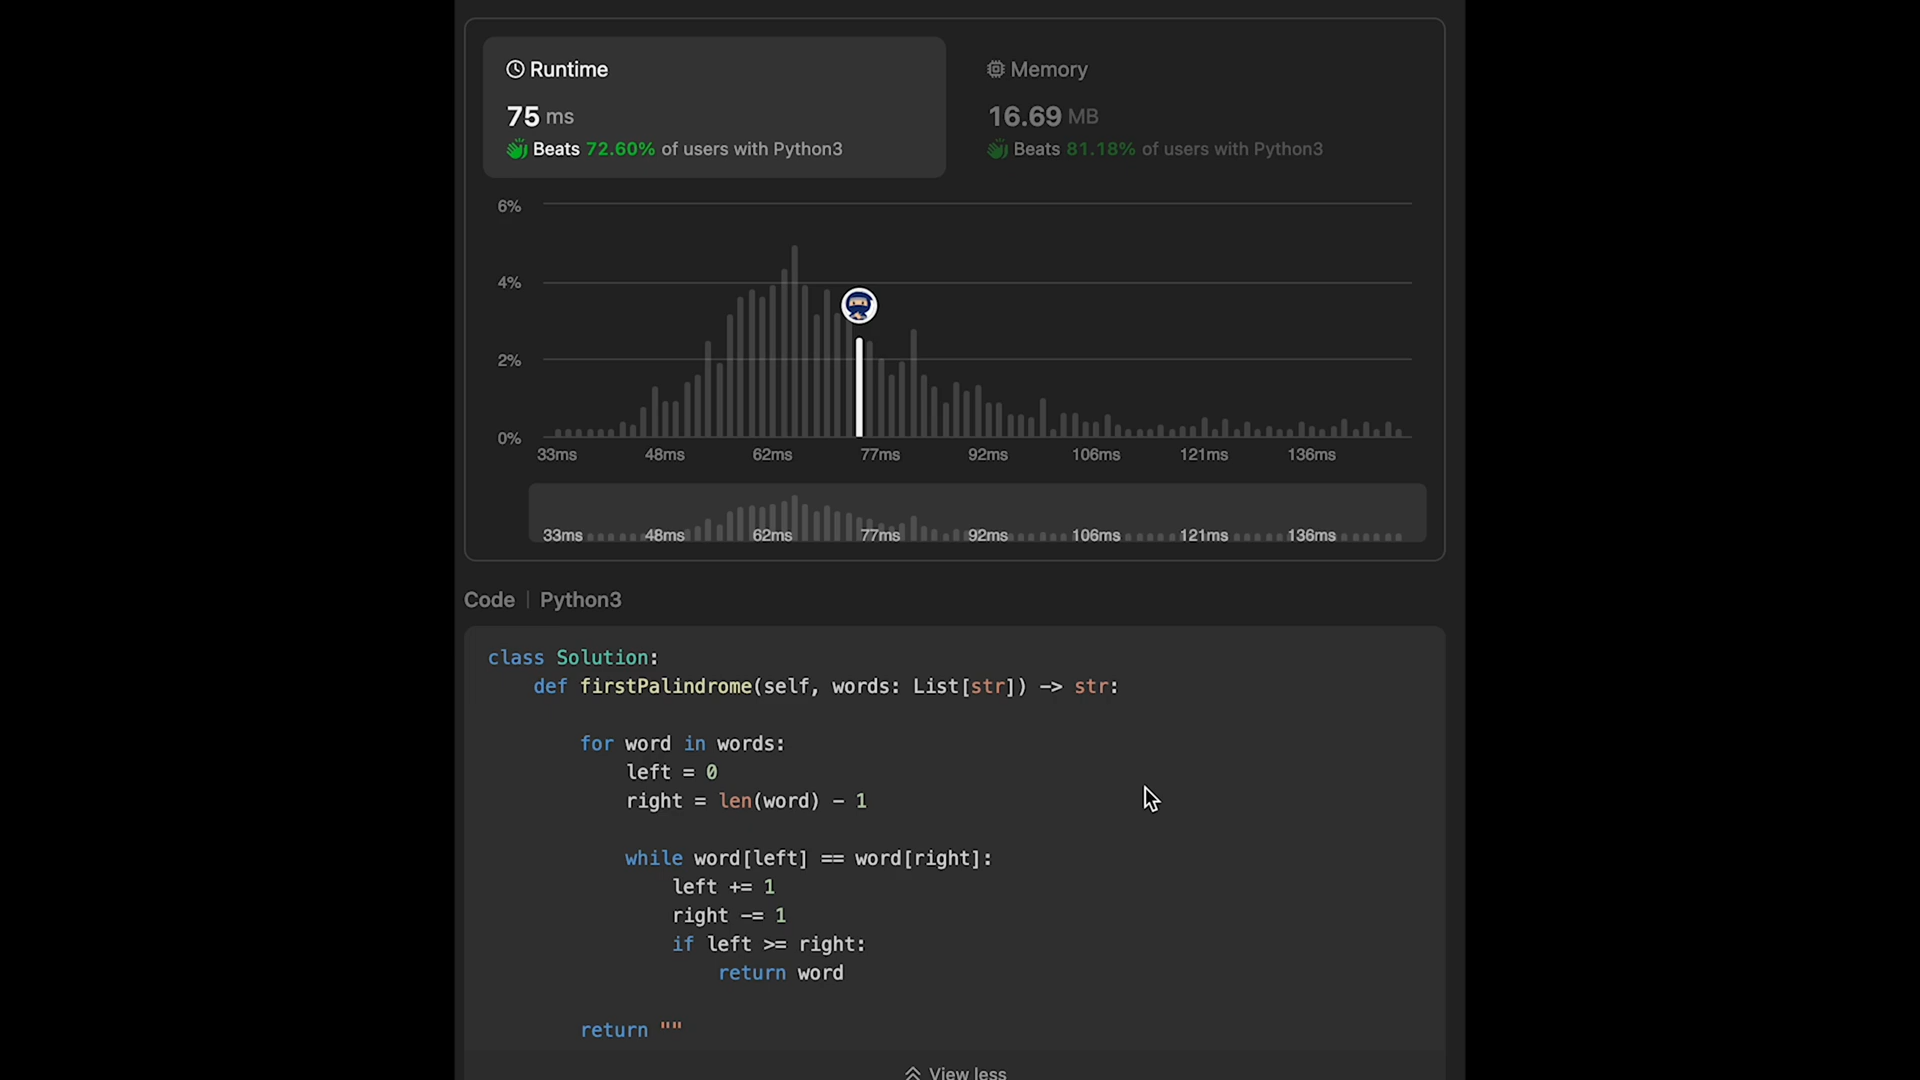 Runtime
Memory
75 ms
16.69 MB
Beats 72.60% of users with Python3
Beats 81.18% of users with Python3
6%
4%
2%
0%
33ms 48ms 62ms 77ms 92ms 106ms 121ms 136ms
33ms 48ms 62ms 77ms 92ms 106ms 121ms 136ms
Code | Python3
class Solution:
    def firstPalindrome(self, words: List[str]) -> str:
        for word in words:
            left = 0
            right = len(word) - 1
            while word[left] == word[right]:
                left += 1
                right -= 1
                if left >= right:
                    return word
        return ""
View less